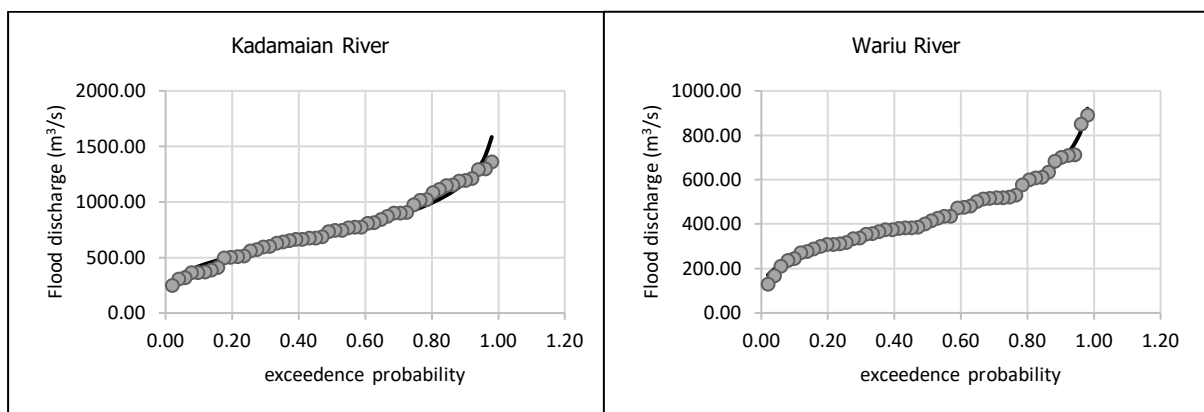 Kadamaian River
Flood discharge (m³/s)
2000.00
1500.00
1000.00
500.00
0.00
0.00 0.20 0.40 0.60 0.80 1.00 1.20
exceedence probability
Wariu River
Flood discharge (m³/s)
1000.00
800.00
600.00
400.00
200.00
0.00
0.00 0.20 0.40 0.60 0.80 1.00 1.20
exceedence probability